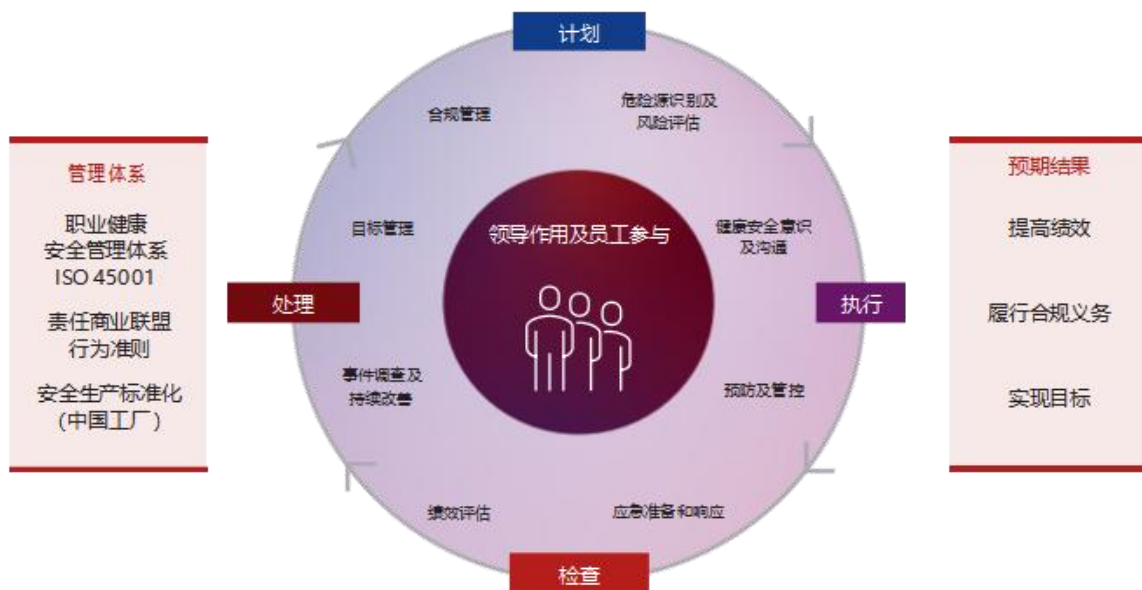 管理体系
职业健康
安全管理体系
ISO 45001
责任商业联盟
行为准则
安全生产标准化
(中国工厂)
计划
合规管理
危险源识别及
风险评估
目标管理
领导作用及员工参与
健康安全意识
及沟通
处理
执行
事件调查及
持续改善
预防及管控
绩效评估
应急准备和响应
检查
预期结果
提高绩效
履行合规义务
实现目标